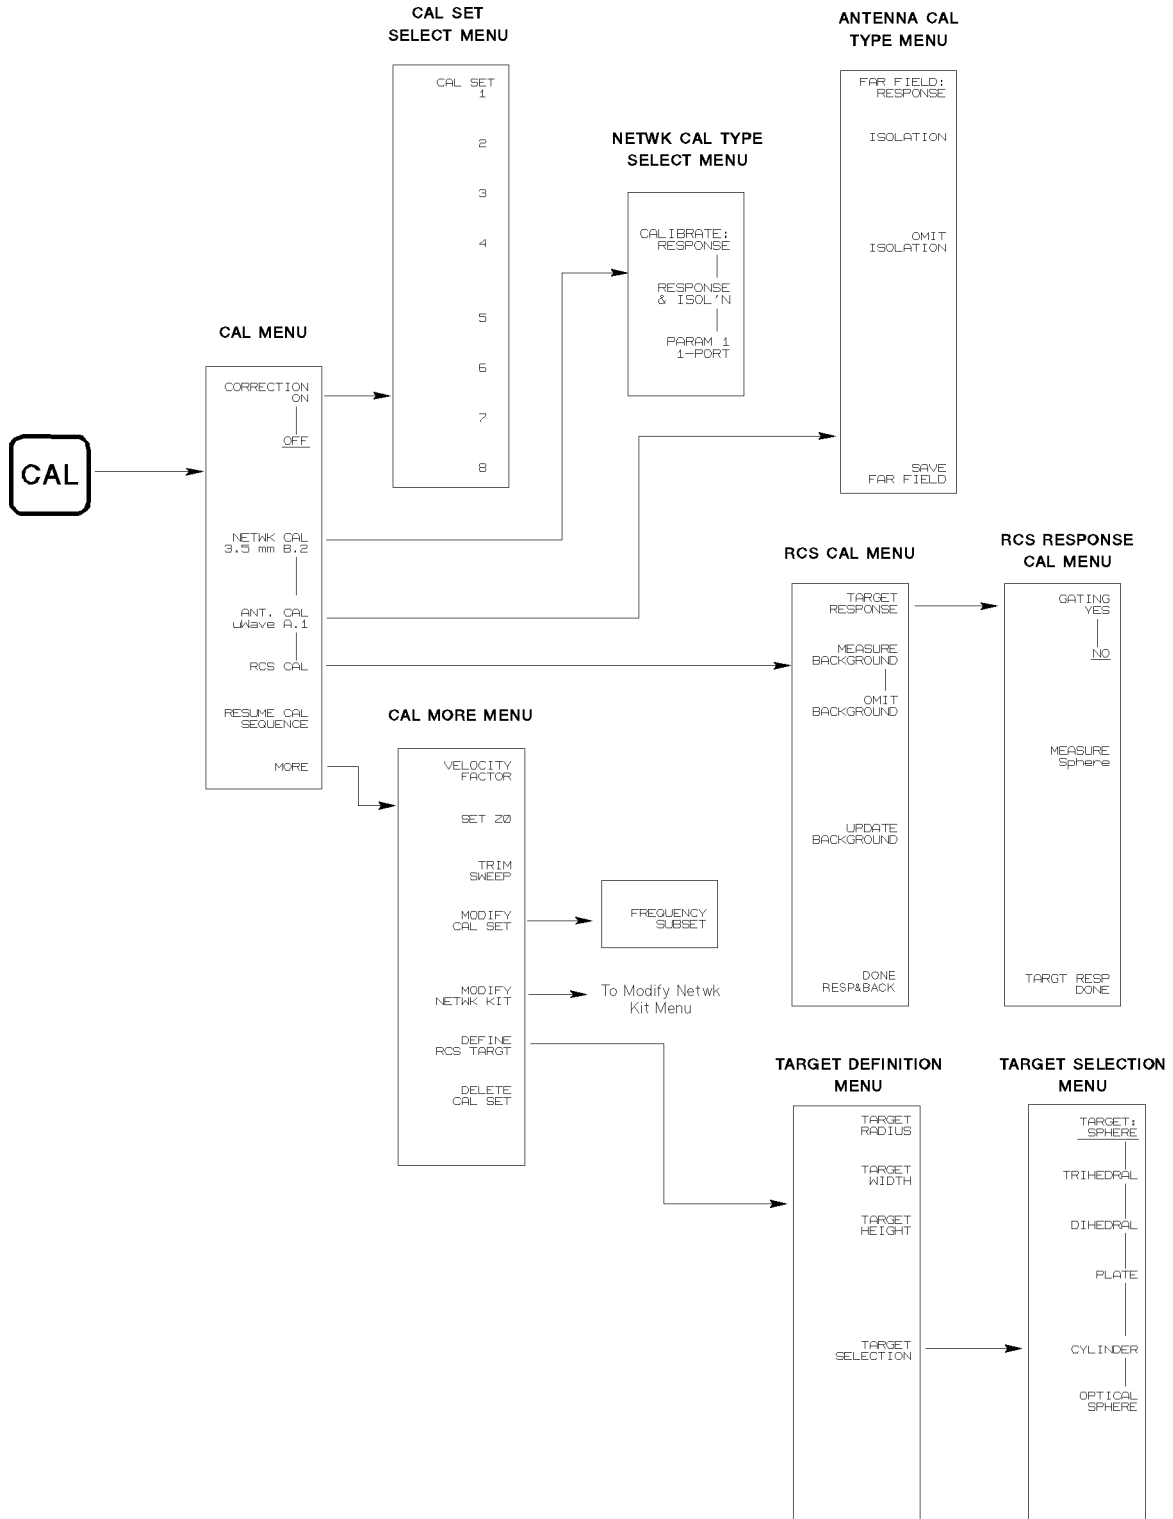 CAL SET
SELECT MENU
CAL SET
1
2
3
4
5
6
7
8
ANTENNA CAL
TYPE MENU
FAR FIELD:
RESPONSE
ISOLATION
OMIT
ISOLATION
SAVE
FAR FIELD
NETWK CAL TYPE
SELECT MENU
CALIBRATE:
RESPONSE
RESPONSE
& ISOL'N
PARAM 1
1-PORT
CAL
CAL MENU
CORRECTION
ON
OFF
NETWK CAL
3.5 mm B.2
ANT. CAL
uWave A.1
RCS CAL
RESUME CAL
SEQUENCE
MORE
RCS CAL MENU
TARGET
RESPONSE
MEASURE
BACKGROUND
OMIT
BACKGROUND
UPDATE
BACKGROUND
DONE
RESP&BACK
RCS RESPONSE
CAL MENU
GATING
YES
NO
MEASURE
Sphere
TARGT RESP
DONE
CAL MORE MENU
VELOCITY
FACTOR
SET Z0
TRIM
SWEEP
MODIFY
CAL SET
MODIFY
NETWK KIT
DEFINE
RCS TARGT
DELETE
CAL SET
FREQUENCY
SUBSET
To Modify Netwk
Kit Menu
TARGET DEFINITION
MENU
TARGET
RADIUS
TARGET
WIDTH
TARGET
HEIGHT
TARGET
SELECTION
TARGET SELECTION
MENU
TARGET:
SPHERE
TRIHEDRAL
DIHEDRAL
PLATE
CYLINDER
OPTICAL
SPHERE